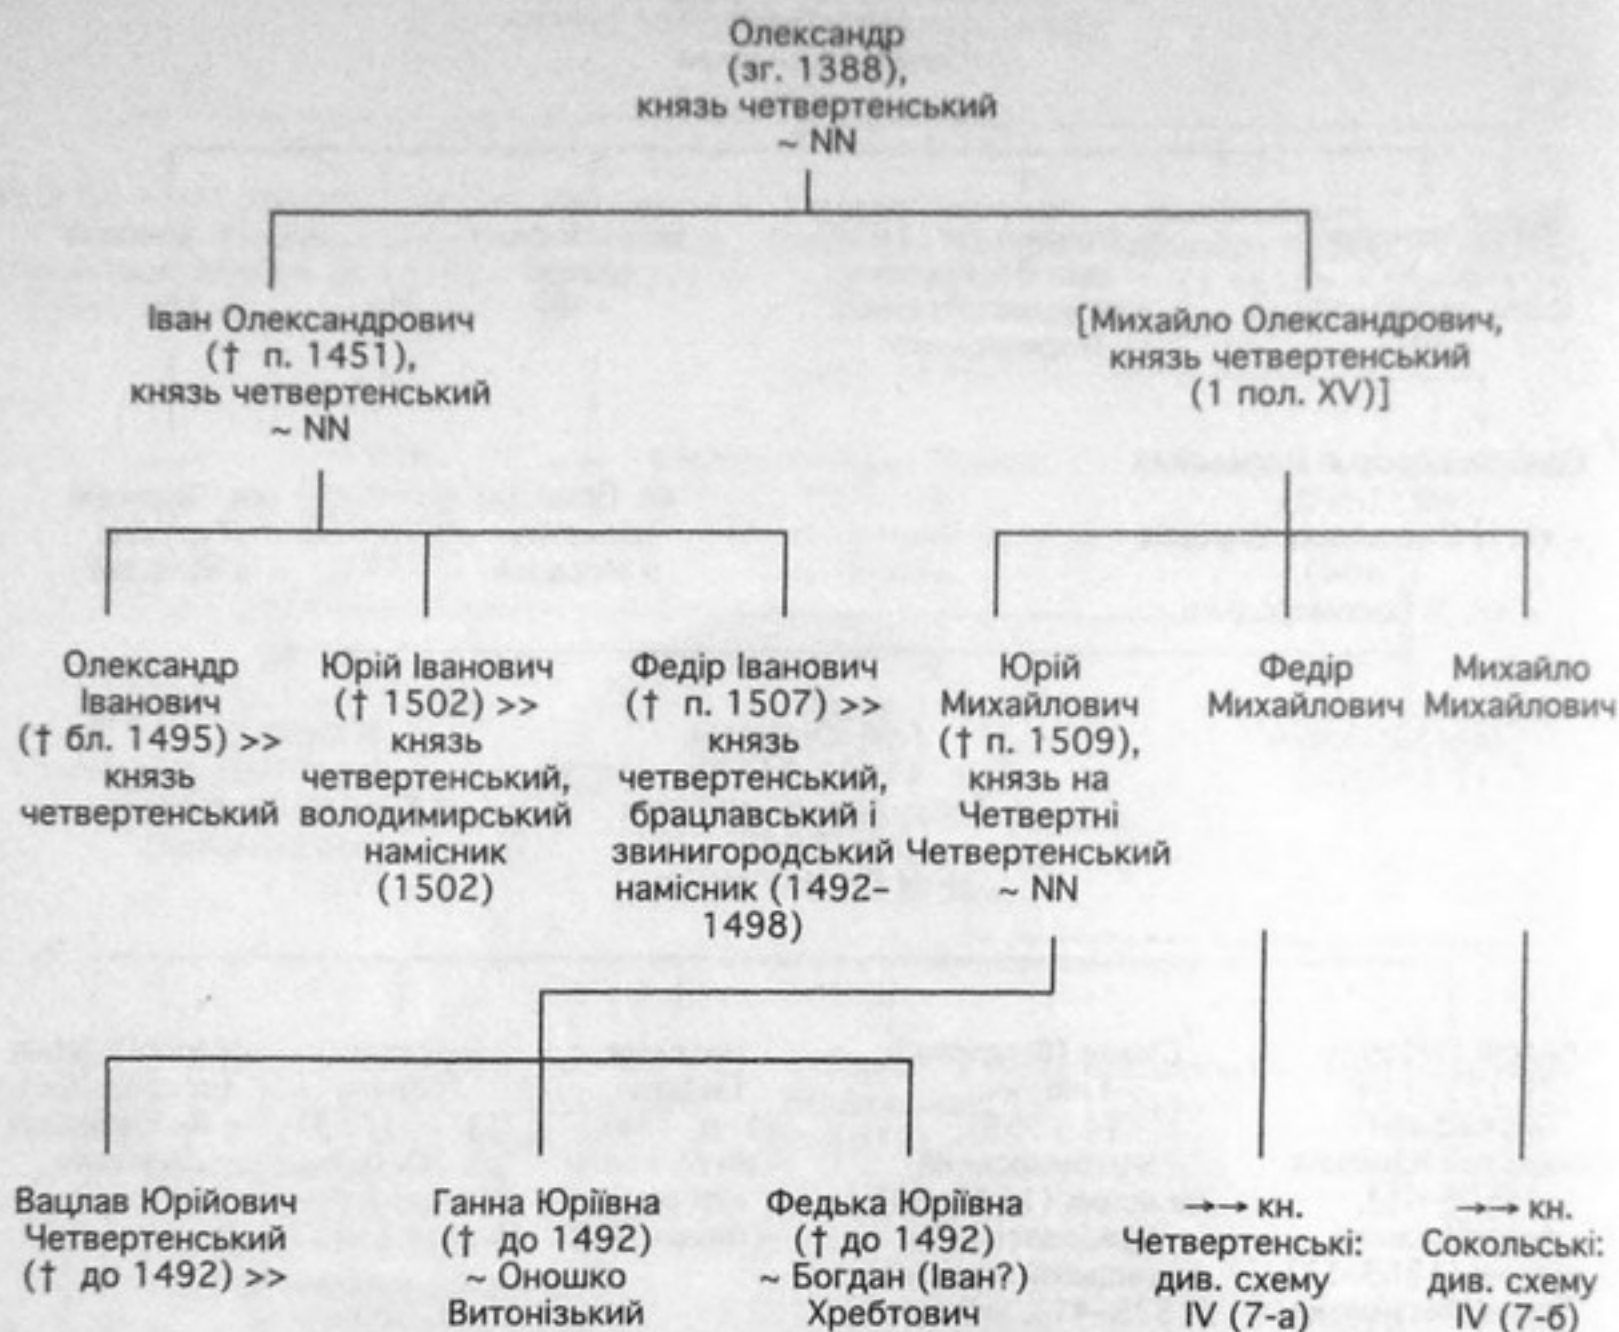 Олександр
(зг. 1388),
князь четвертенський
~ NN
Іван Олександрович
(† п. 1451),
князь четвертенський
~ NN
[Михайло Олександрович,
князь четвертенський
(1 пол. XV)]
Олександр
Іванович
(† бл. 1495) >>
князь
четвертенський
Юрій Іванович
(† 1502) >>
князь
четвертенський,
володимирський
намісник
(1502)
Федір Іванович
(† п. 1507) >>
князь
четвертенський,
брацлавський і
звинигородський
намісник (1492–
1498)
Юрій
Михайлович
(† п. 1509),
князь на
Четвертні
Четвертенський
~ NN
Федір
Михайлович
Михайло
Михайлович
Вацлав Юрійович
Четвертенський
(† до 1492) >>
Ганна Юріївна
(† до 1492)
~ Оношко
Витонізький
Федька Юріївна
(† до 1492)
~ Богдан (Іван?)
Хребтович
→→ кн.
Четвертенські:
див. схему
IV (7-а)
→→ кн.
Сокольські:
див. схему
IV (7-б)